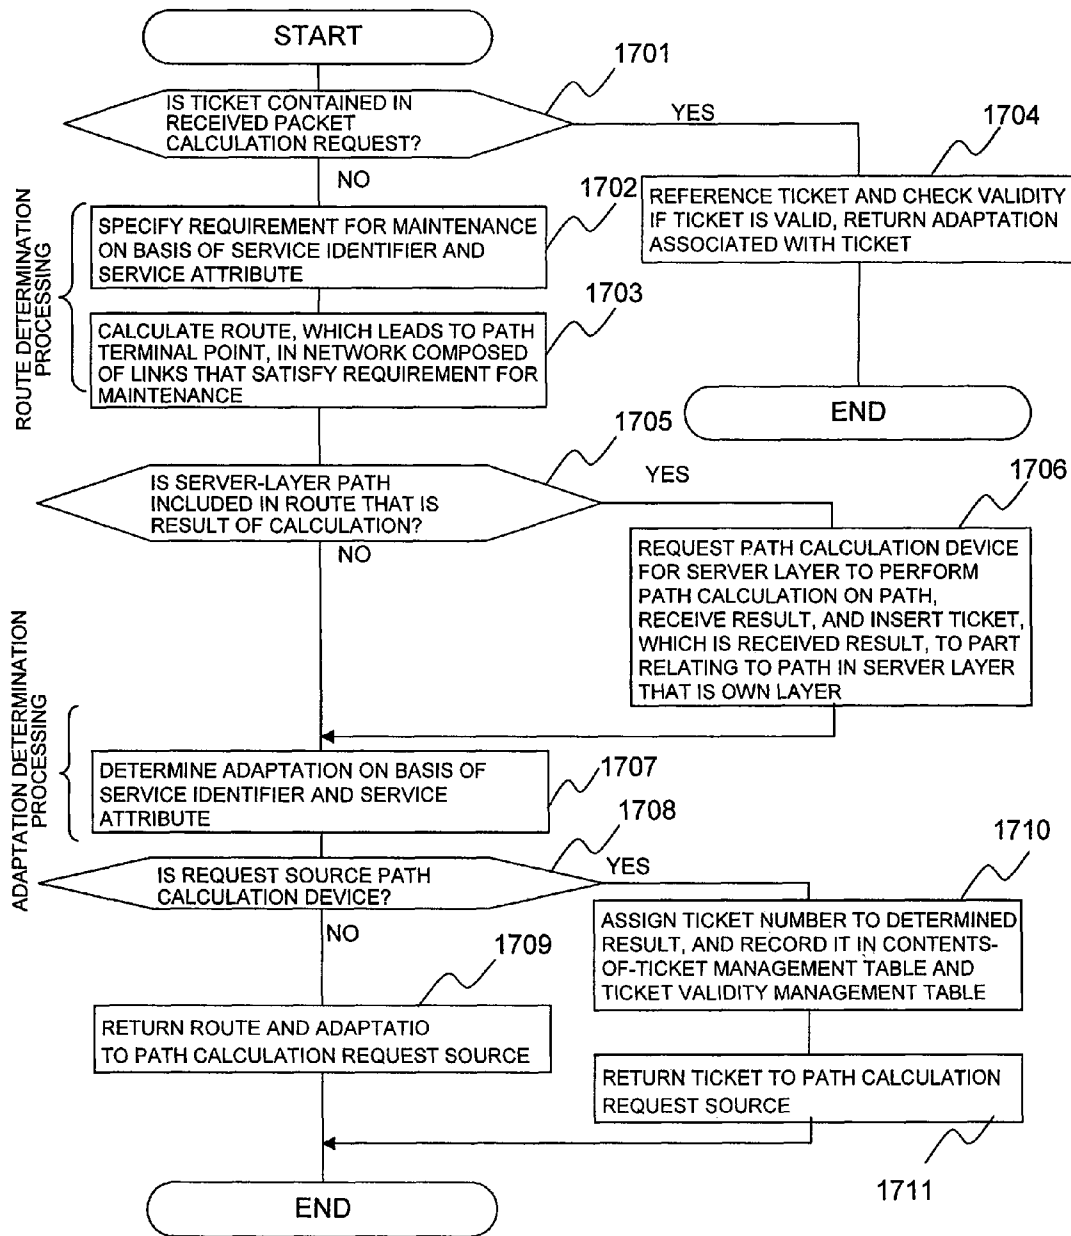 START
1701
IS TICKET CONTAINED IN
RECEIVED PACKET
CALCULATION REQUEST?
YES
NO
1704
REFERENCE TICKET AND CHECK VALIDITY
IF TICKET IS VALID, RETURN ADAPTATION
ASSOCIATED WITH TICKET
END
ROUTE DETERMINATION
PROCESSING
1702
SPECIFY REQUIREMENT FOR MAINTENANCE
ON BASIS OF SERVICE IDENTIFIER AND
SERVICE ATTRIBUTE
1703
CALCULATE ROUTE, WHICH LEADS TO PATH
TERMINAL POINT, IN NETWORK COMPOSED
OF LINKS THAT SATISFY REQUIREMENT FOR
MAINTENANCE
1705
IS SERVER-LAYER PATH
INCLUDED IN ROUTE THAT IS
RESULT OF CALCULATION?
YES
NO
1706
REQUEST PATH CALCULATION DEVICE
FOR SERVER LAYER TO PERFORM
PATH CALCULATION ON PATH,
RECEIVE RESULT, AND INSERT TICKET,
WHICH IS RECEIVED RESULT, TO PART
RELATING TO PATH IN SERVER LAYER
THAT IS OWN LAYER
ADAPTATION DETERMINATION
PROCESSING
1707
DETERMINE ADAPTATION ON BASIS OF
SERVICE IDENTIFIER AND SERVICE
ATTRIBUTE
1708
IS REQUEST SOURCE PATH
CALCULATION DEVICE?
YES
NO
1710
ASSIGN TICKET NUMBER TO DETERMINED
RESULT, AND RECORD IT IN CONTENTS-
OF-TICKET MANAGEMENT TABLE AND
TICKET VALIDITY MANAGEMENT TABLE
1709
RETURN ROUTE AND ADAPTATIO
TO PATH CALCULATION REQUEST SOURCE
RETURN TICKET TO PATH CALCULATION
REQUEST SOURCE
1711
END